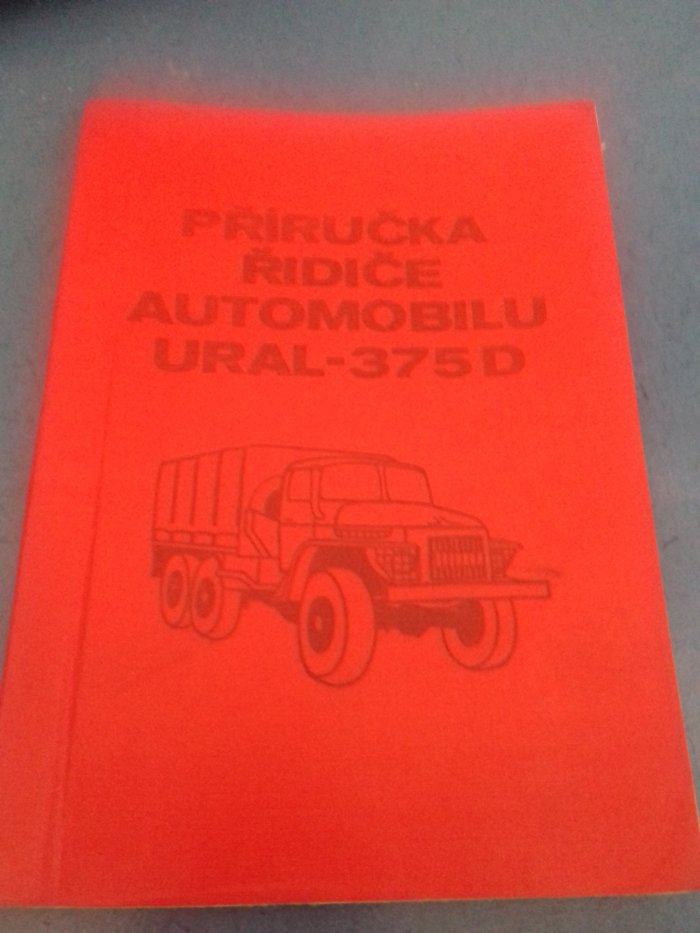 PŘÍRUČKA
ŘIDIČE
AUTOMOBILU
URAL-375D